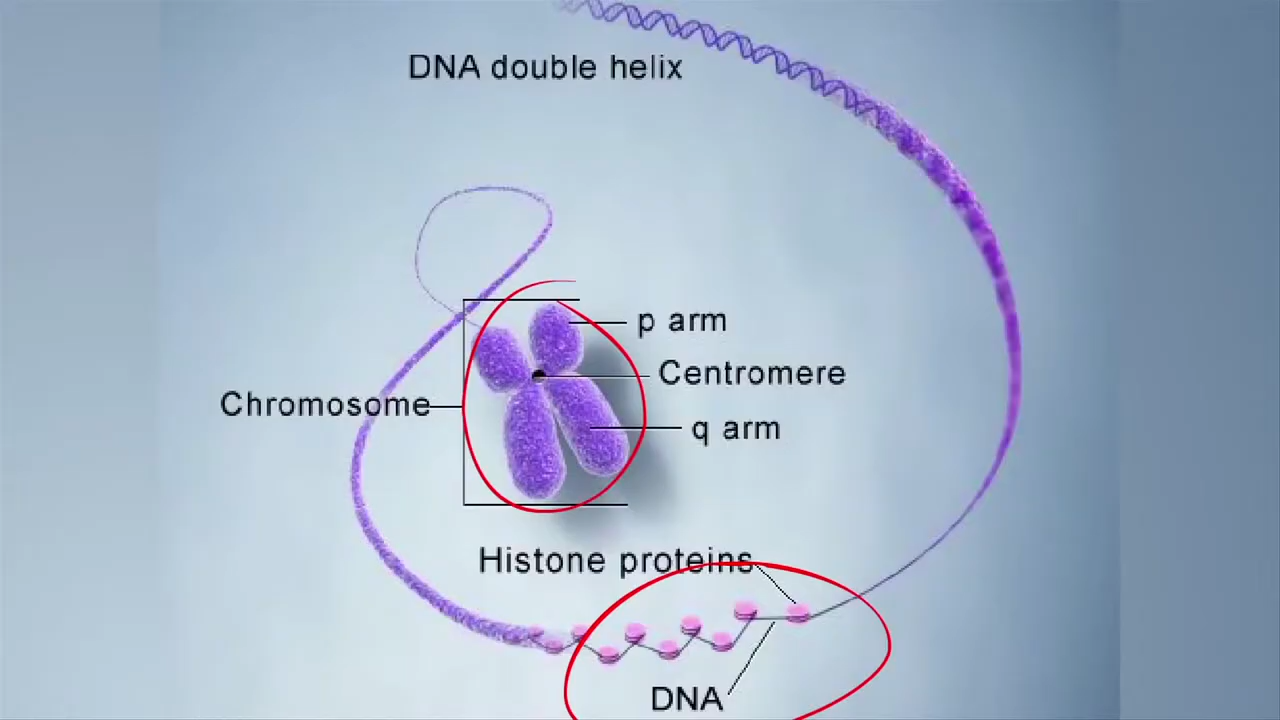 DNA double helix
p arm
Centromere
Chromosome
q arm
Histone proteins
DNA